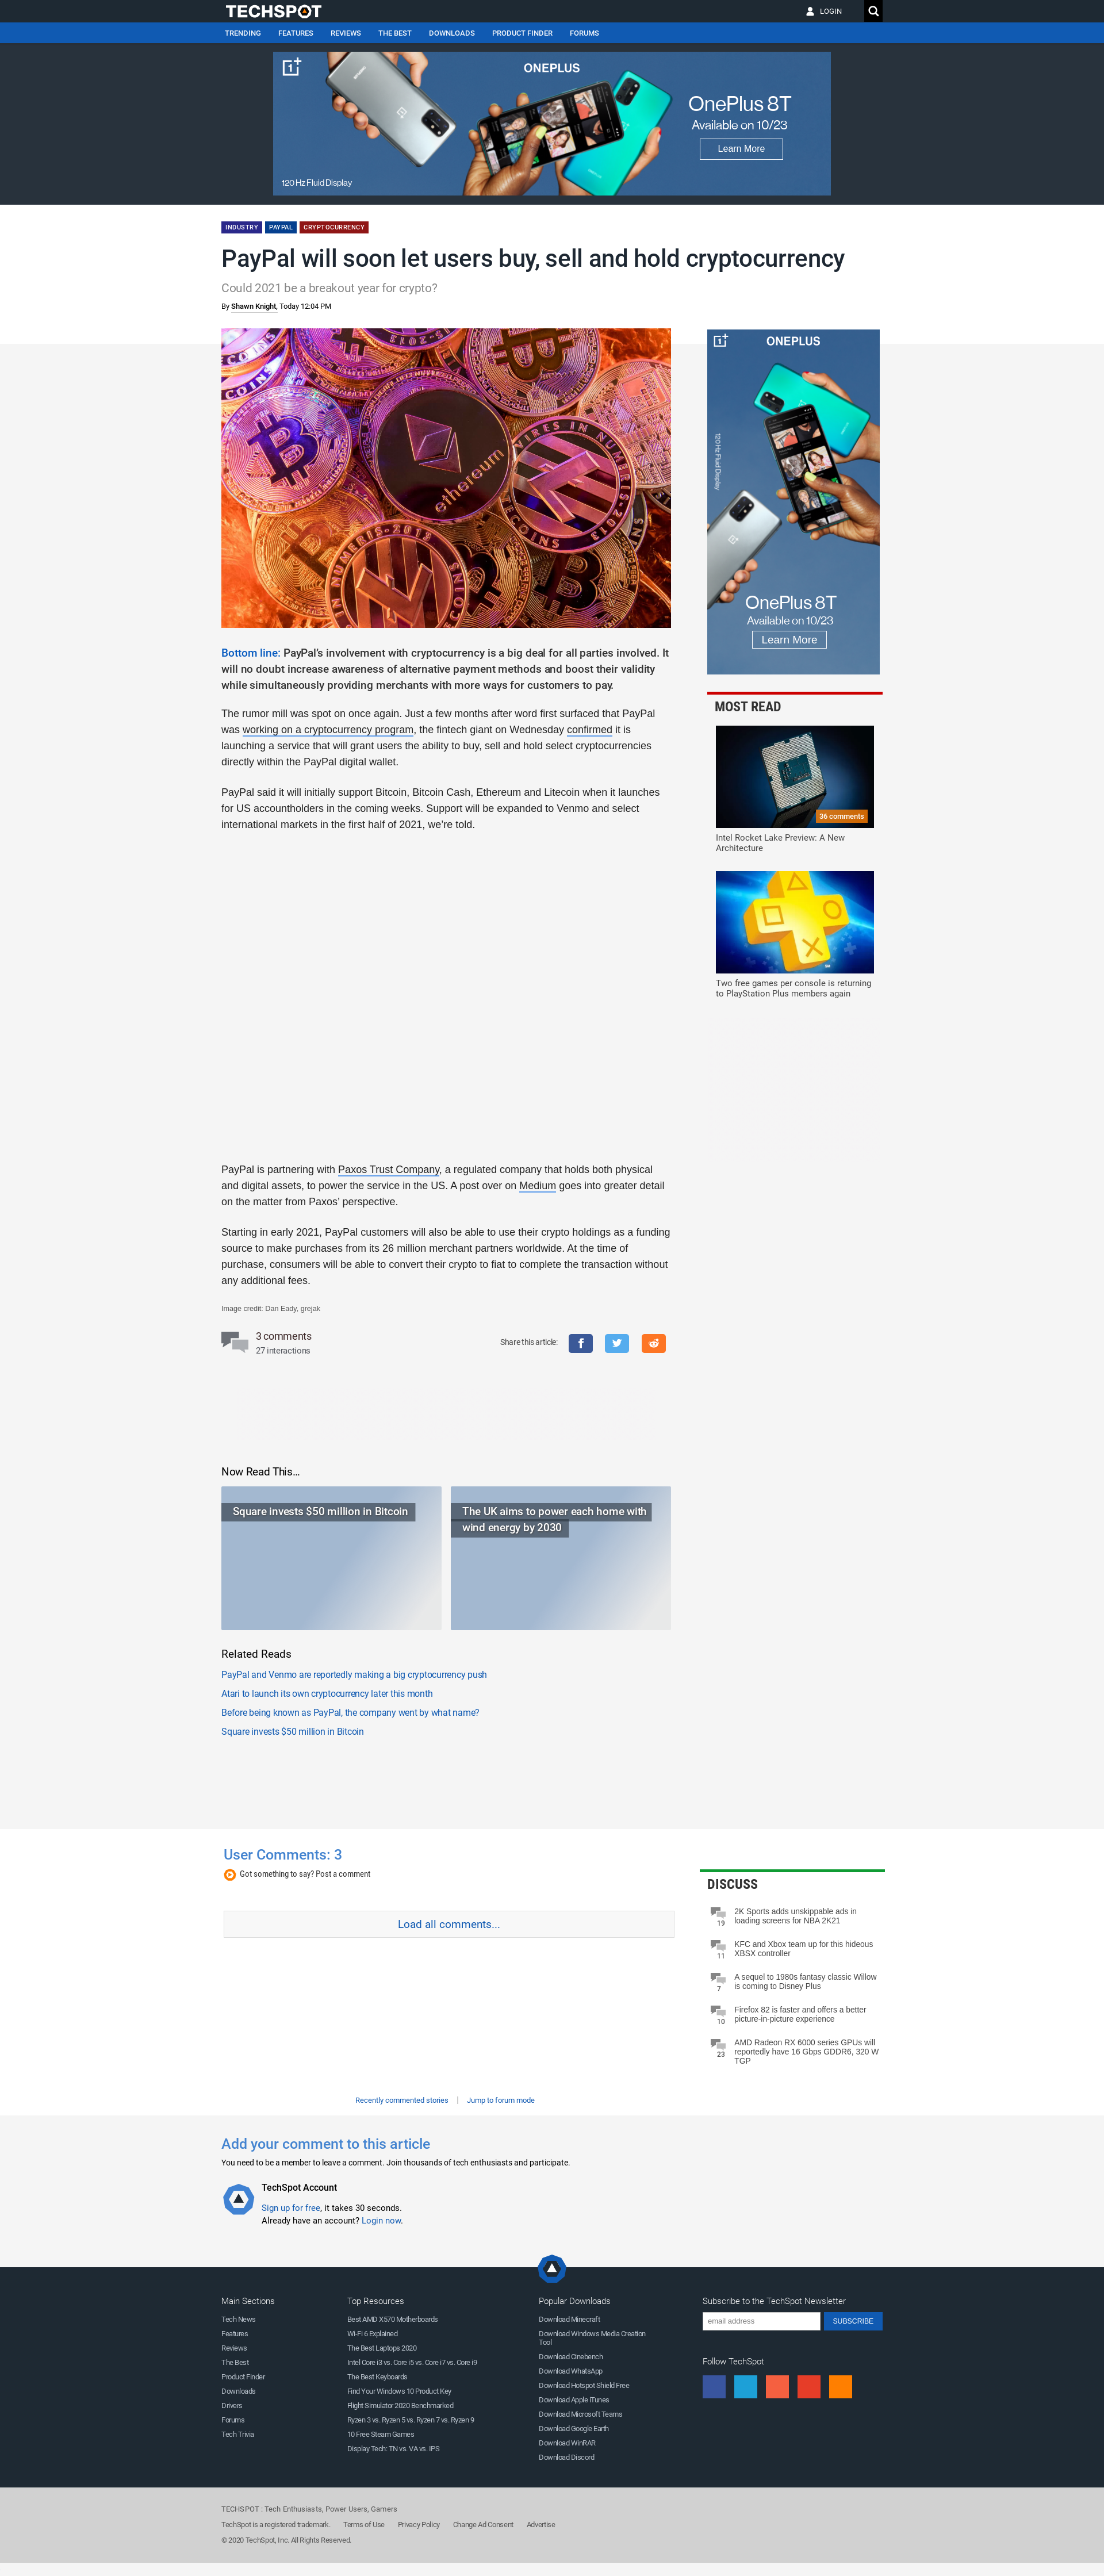 TECHSPOT
LOGIN
TRENDING FEATURES REVIEWS THE BEST DOWNLOADS PRODUCT FINDER FORUMS
ONEPLUS
OnePlus 8T
Available on 10/23
Learn More
120 Hz Fluid Display
INDUSTRY PAYPAL CRYPTOCURRENCY
PayPal will soon let users buy, sell and hold cryptocurrency
Could 2021 be a breakout year for crypto?
By Shawn Knight, Today 12:04 PM
ethereum
ONEPLUS
120 Hz Fluid Display
OnePlus 8T
Available on 10/23
Learn More
Bottom line: PayPal's involvement with cryptocurrency is a big deal for all parties involved. It
will no doubt increase awareness of alternative payment methods and boost their validity
while simultaneously providing merchants with more ways for customers to pay.
The rumor mill was spot on once again. Just a few months after word first surfaced that PayPal
was working on a cryptocurrency program, the fintech giant on Wednesday confirmed it is
launching a service that will grant users the ability to buy, sell and hold select cryptocurrencies
directly within the PayPal digital wallet.
PayPal said it will initially support Bitcoin, Bitcoin Cash, Ethereum and Litecoin when it launches
for US accountholders in the coming weeks. Support will be expanded to Venmo and select
international markets in the first half of 2021, we're told.
MOST READ
36 comments
Intel Rocket Lake Preview: A New
Architecture
Two free games per console is returning
to PlayStation Plus members again
PayPal is partnering with Paxos Trust Company, a regulated company that holds both physical
and digital assets, to power the service in the US. A post over on Medium goes into greater detail
on the matter from Paxos' perspective.
Starting in early 2021, PayPal customers will also be able to use their crypto holdings as a funding
source to make purchases from its 26 million merchant partners worldwide. At the time of
purchase, consumers will be able to convert their crypto to fiat to complete the transaction without
any additional fees.
Image credit: Dan Eady, grejak
3 comments
27 interactions
Share this article:
Now Read This...
Square invests $50 million in Bitcoin
The UK aims to power each home with
wind energy by 2030
Related Reads
PayPal and Venmo are reportedly making a big cryptocurrency push
Atari to launch its own cryptocurrency later this month
Before being known as PayPal, the company went by what name?
Square invests $50 million in Bitcoin
User Comments: 3
Got something to say? Post a comment
Load all comments...
DISCUSS
2K Sports adds unskippable ads in
loading screens for NBA 2K21
19
KFC and Xbox team up for this hideous
XBSX controller
11
A sequel to 1980s fantasy classic Willow
is coming to Disney Plus
7
Firefox 82 is faster and offers a better
picture-in-picture experience
10
AMD Radeon RX 6000 series GPUs will
reportedly have 16 Gbps GDDR6, 320 W
TGP
23
Recently commented stories | Jump to forum mode
Add your comment to this article
You need to be a member to leave a comment. Join thousands of tech enthusiasts and participate.
TechSpot Account
Sign up for free, it takes 30 seconds.
Already have an account? Login now.
Main Sections
Tech News
Features
Reviews
The Best
Product Finder
Downloads
Drivers
Forums
Tech Trivia
Top Resources
Best AMD X570 Motherboards
Wi-Fi 6 Explained
The Best Laptops 2020
Intel Core i3 vs. Core i5 vs. Core i7 vs. Core i9
The Best Keyboards
Find Your Windows 10 Product Key
Flight Simulator 2020 Benchmarked
Ryzen 3 vs. Ryzen 5 vs. Ryzen 7 vs. Ryzen 9
10 Free Steam Games
Display Tech: TN vs. VA vs. IPS
Popular Downloads
Download Minecraft
Download Windows Media Creation
Tool
Download Cinebench
Download WhatsApp
Download Hotspot Shield Free
Download Apple iTunes
Download Microsoft Teams
Download Google Earth
Download WinRAR
Download Discord
Subscribe to the TechSpot Newsletter
email address
SUBSCRIBE
Follow TechSpot
TECHSPOT : Tech Enthusiasts, Power Users, Gamers
TechSpot is a registered trademark. Terms of Use Privacy Policy Change Ad Consent Advertise
© 2020 TechSpot, Inc. All Rights Reserved.